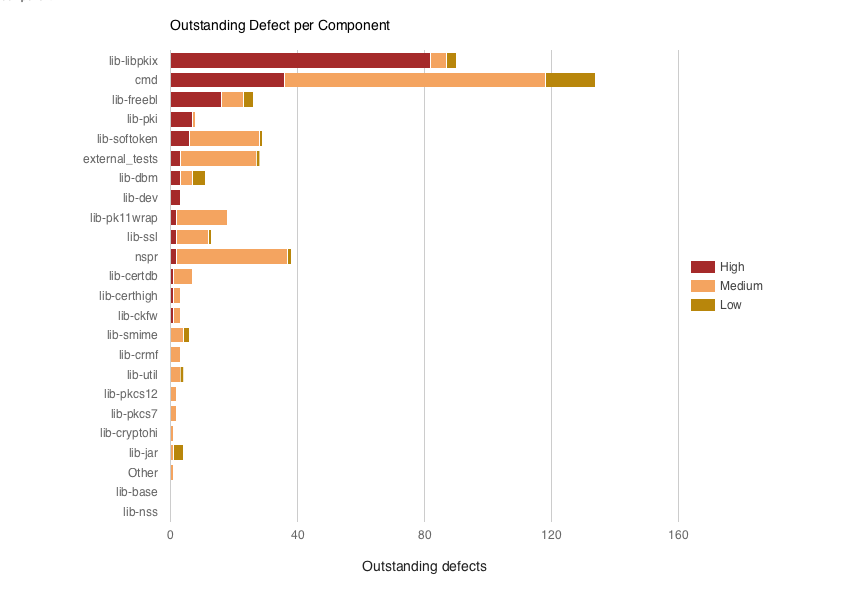 Outstanding Defect per Component
lib-libpkix
cmd
lib-freebl
lib-pki
lib-softoken
external_tests
lib-dbm
lib-dev
lib-pk11wrap
lib-ssl
nspr
lib-certdb
lib-certhigh
lib-ckfw
lib-smime
lib-crmf
lib-util
lib-pkcs12
lib-pkcs7
lib-cryptohi
lib-jar
Other
lib-base
lib-nss
High
Medium
Low
0 40 80 120 160
Outstanding defects